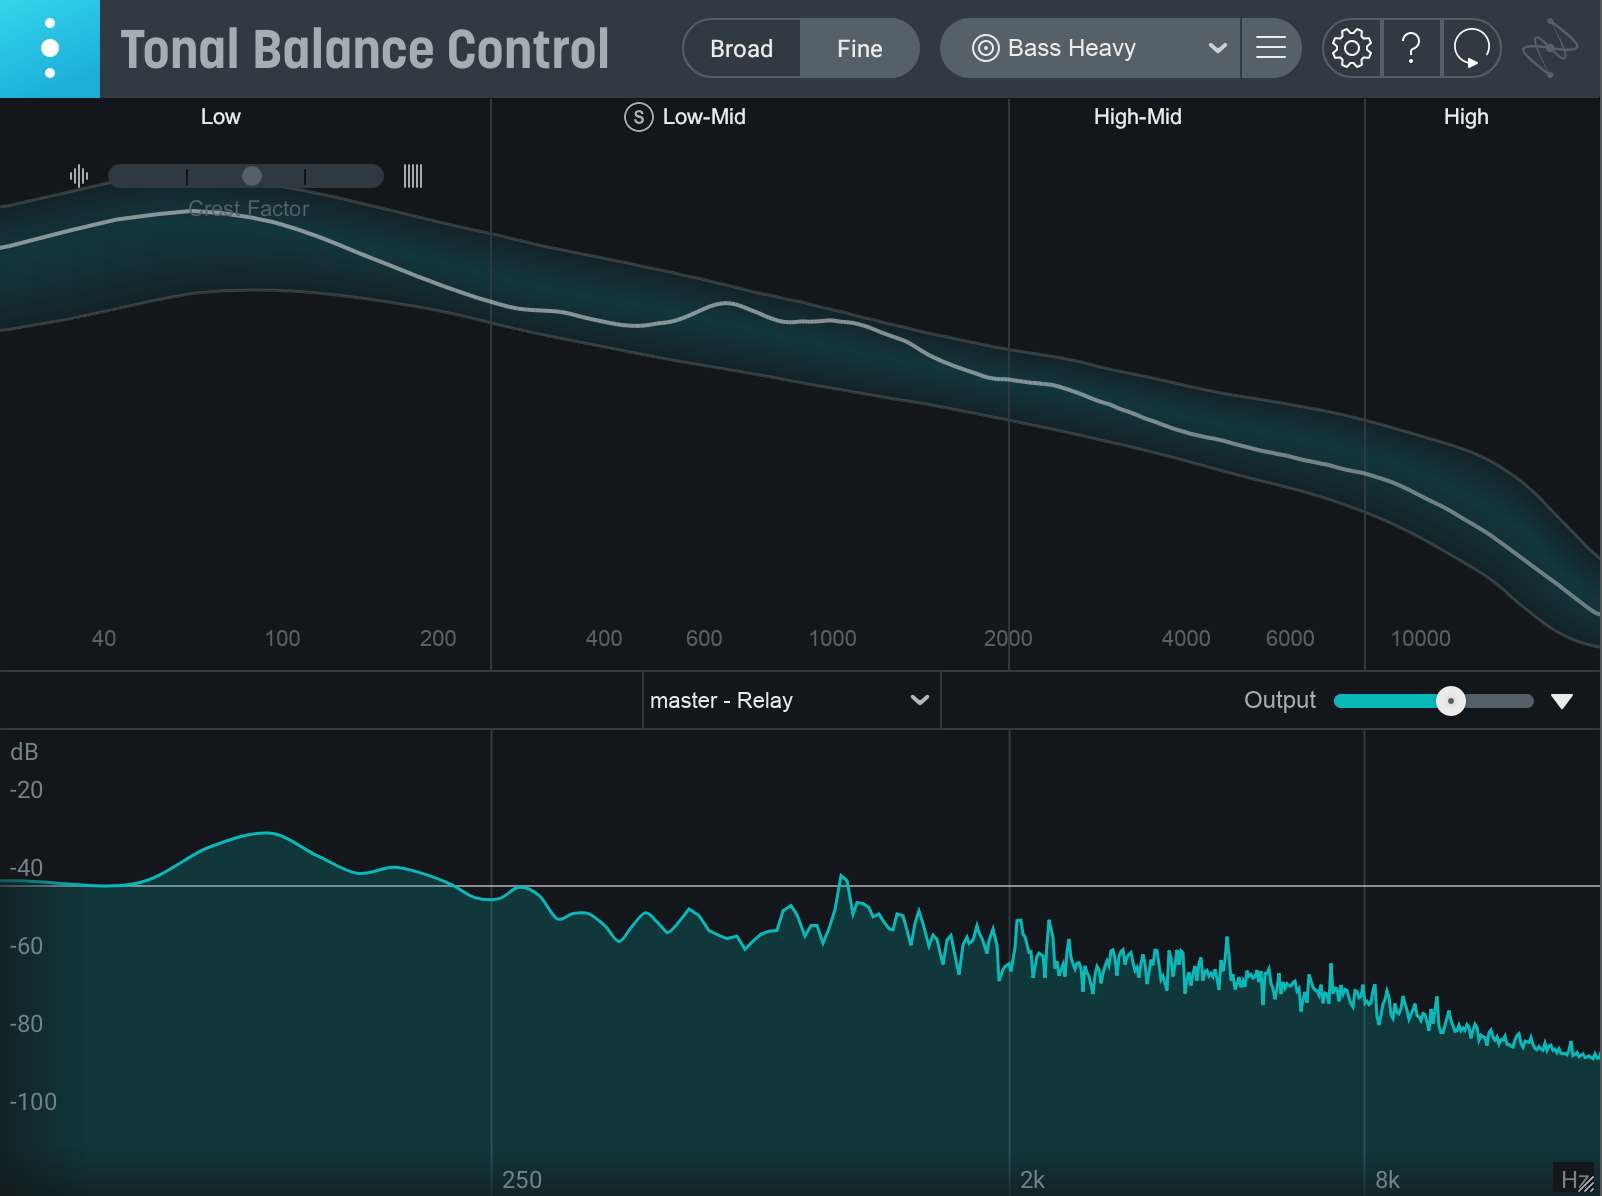 Tonal Balance Control
Broad Fine Bass Heavy ?
Low S Low-Mid High-Mid High
Crest Factor
40 100 200 400 600 1000 2000 4000 6000 10000
master - Relay Output
dB
-20
-40
-60
-80
-100
250 2k 8k Hz